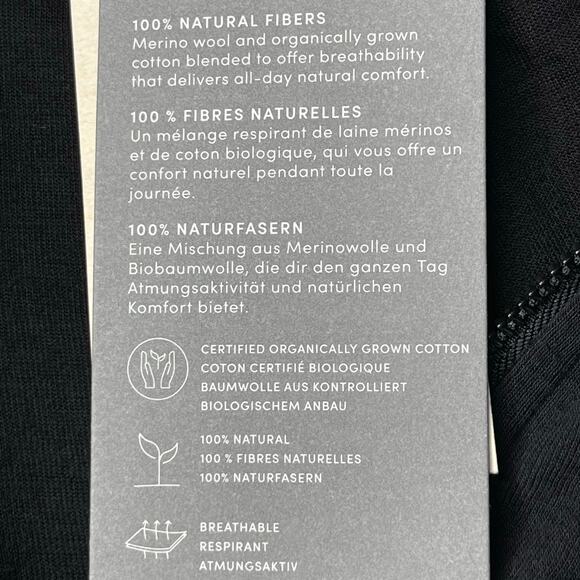 100% NATURAL FIBERS
Merino wool and organically grown
cotton blended to offer breathability
that delivers all-day natural comfort.
100 % FIBRES NATURELLES
Un mélange respirant de laine mérinos
et de coton biologique, qui vous offre un
confort naturel pendant toute la
journée.
100% NATURFASERN
Eine Mischung aus Merinowolle und
Biobaumwolle, die dir den ganzen Tag
Atmungsaktivität und natürlichen
Komfort bietet.
CERTIFIED ORGANICALLY GROWN COTTON
COTON CERTIFIÉ BIOLOGIQUE
BAUMWOLLE AUS KONTROLLIERT
BIOLOGISCHEM ANBAU
100% NATURAL
100 % FIBRES NATURELLES
100% NATURFASERN
BREATHABLE
RESPIRANT
ATMUNGSAKTIV